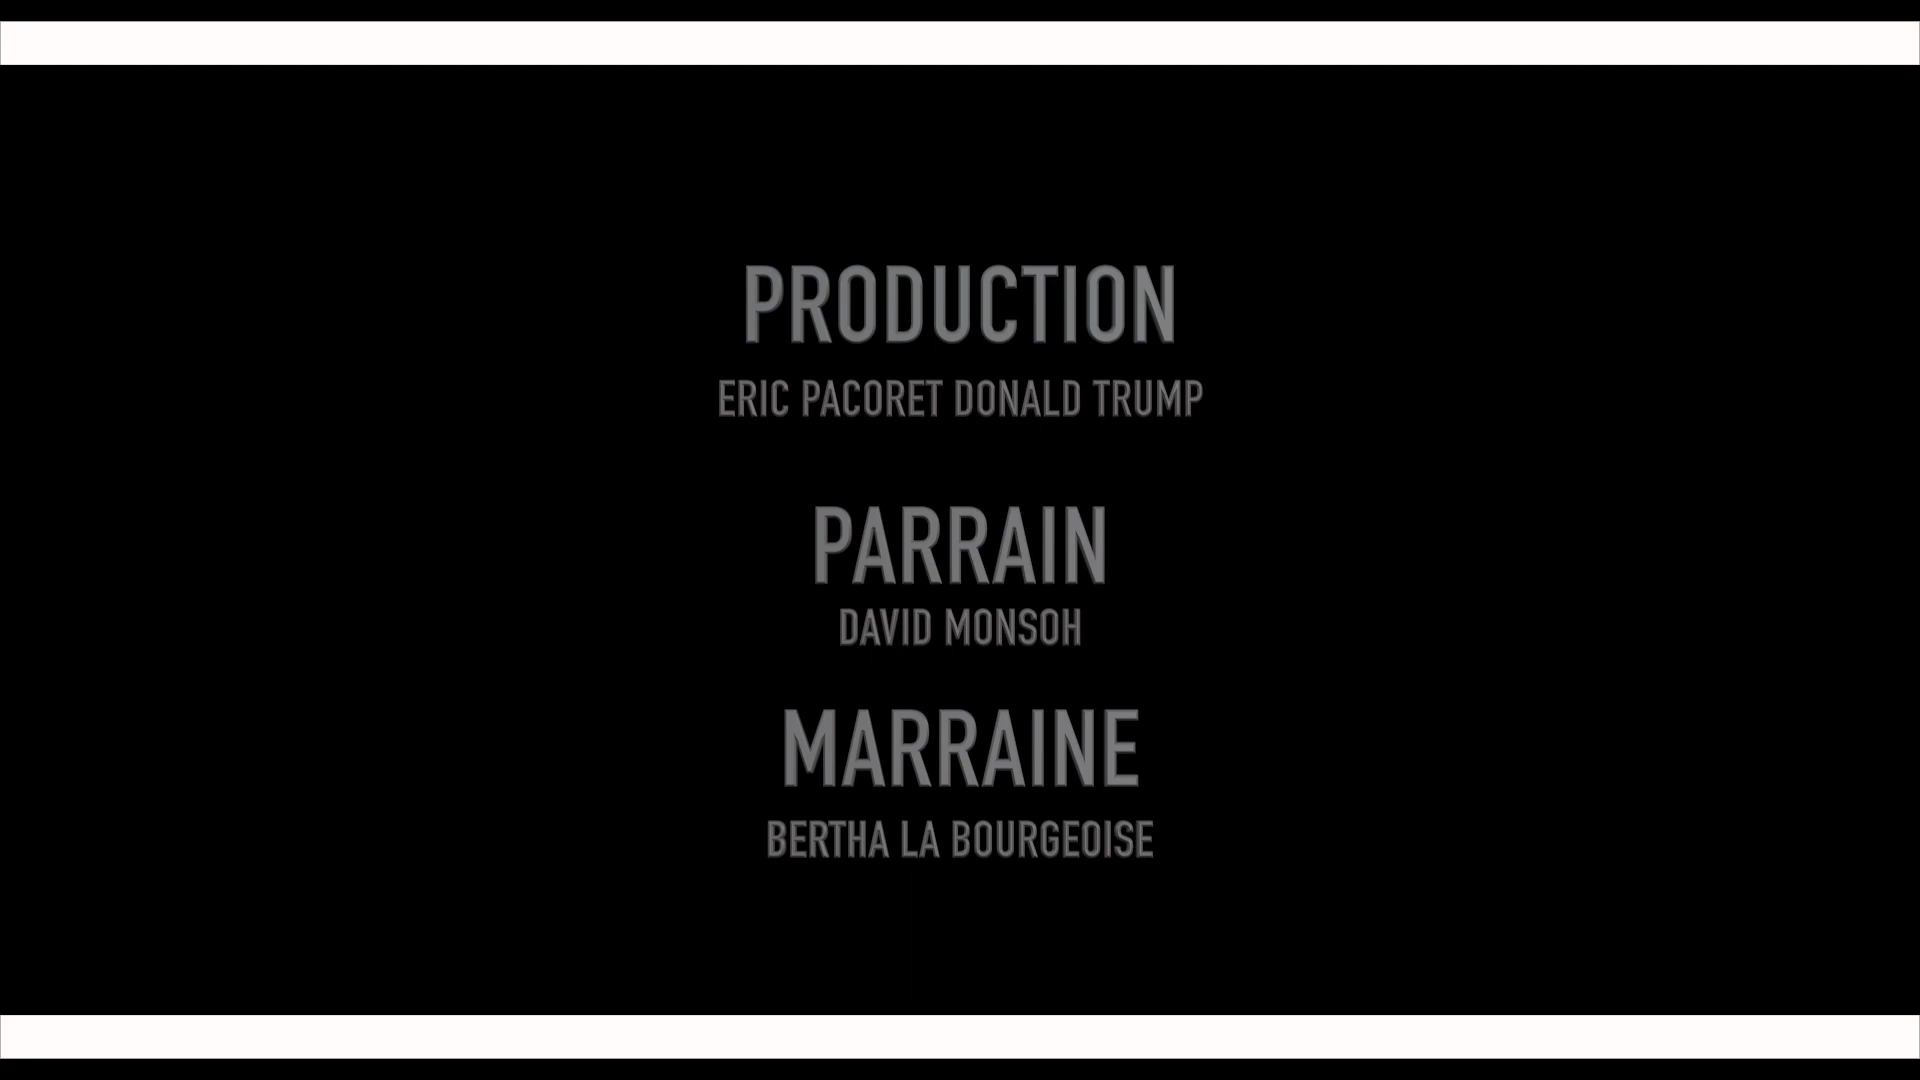 PRODUCTION
ERIC PACORET DONALD TRUMP
PARRAIN
DAVID MONSOH
MARRAINE
BERTHA LA BOURGEOISE